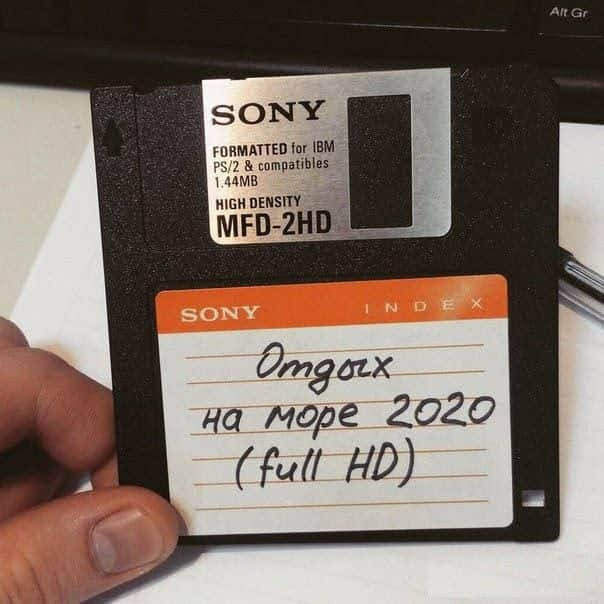 Alt Gr
SONY
FORMATTED for IBM
PS/2 & compatibles
1.44MB
HIGH DENSITY
MFD-2HD
SONY INDEX
Отдых
на море 2020
(full HD)